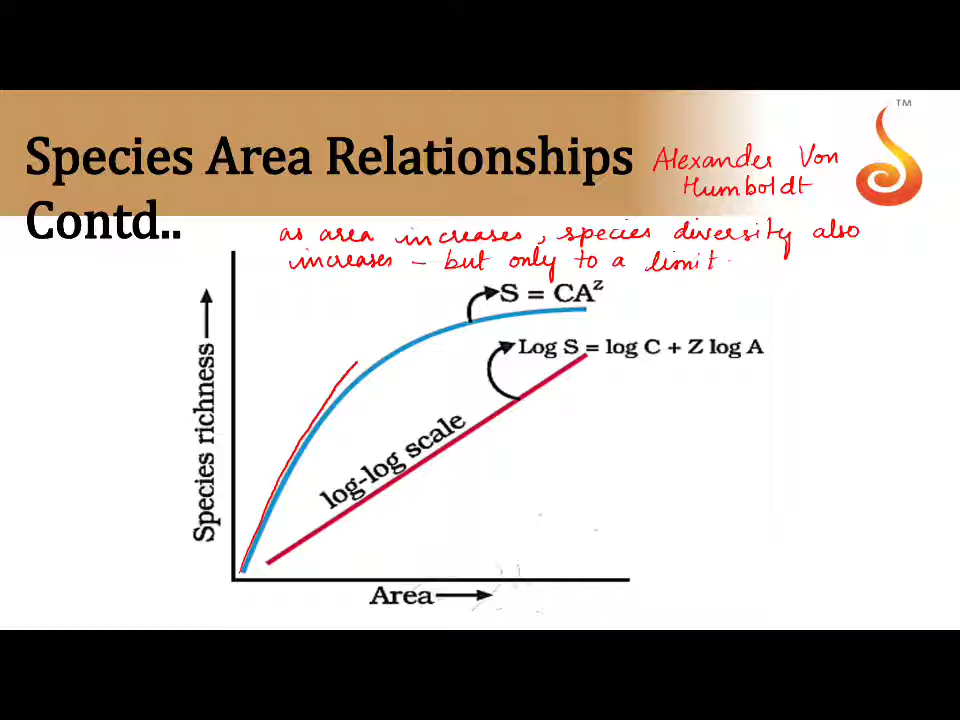 TM
Species Area Relationships
Contd..
Alexander Von
Humboldt
as area increases, species diversity also
increases – but only to a limit.
S = CA^z
Log S = log C + Z log A
log-log scale
Species richness
Area